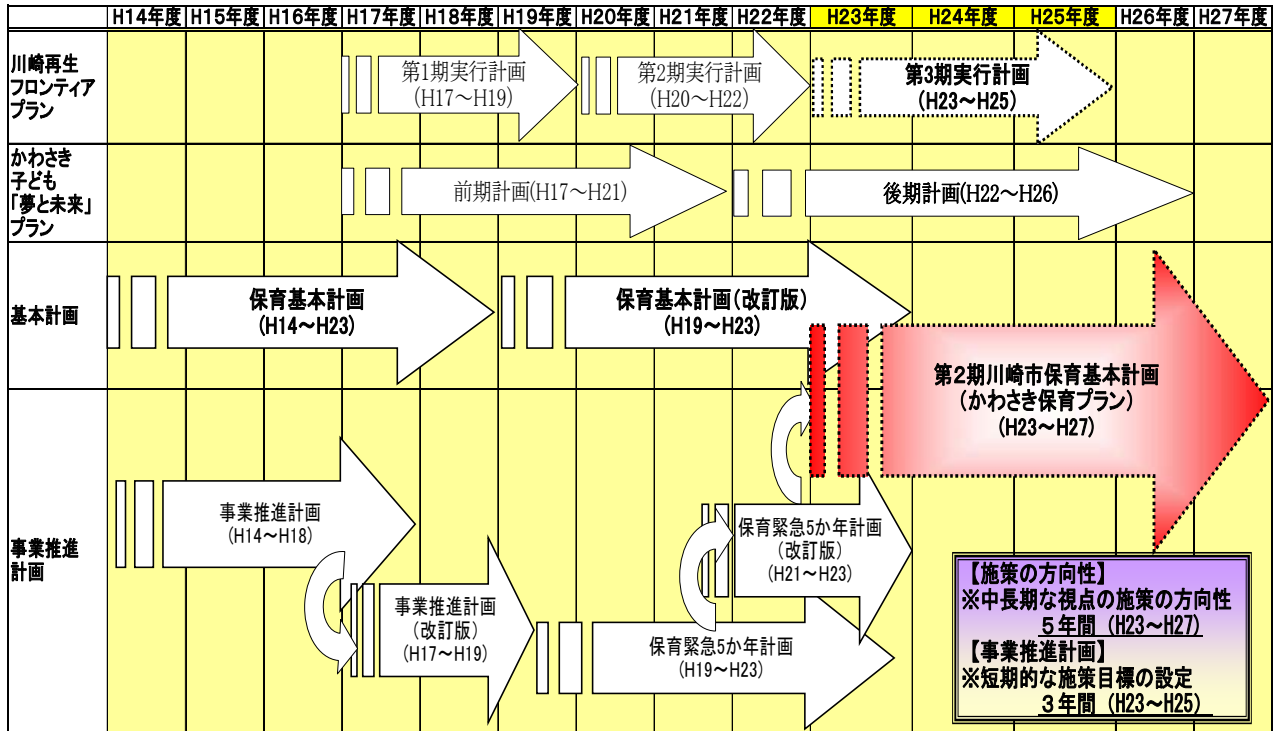 H14年度 H15年度 H16年度 H17年度 H18年度 H19年度 H20年度 H21年度 H22年度 H23年度 H24年度 H25年度 H26年度 H27年度
川崎再生
フロンティア
プラン
第1期実行計画
(H17～H19)
第2期実行計画
(H20～H22)
第3期実行計画
(H23～H25)
かわさき
子ども
「夢と未来」
プラン
前期計画(H17～H21)
後期計画(H22～H26)
基本計画
保育基本計画
(H14～H23)
保育基本計画(改訂版)
(H19～H23)
第2期川崎市保育基本計画
(かわさき保育プラン)
(H23～H27)
事業推進
計画
事業推進計画
(H14～H18)
事業推進計画
(改訂版)
(H17～H19)
保育緊急5か年計画
(改訂版)
(H21～H23)
保育緊急5か年計画
(H19～H23)
【施策の方向性】
※中長期な視点の施策の方向性
5年間 (H23～H27)
【事業推進計画】
※短期的な施策目標の設定
3年間 (H23～H25)